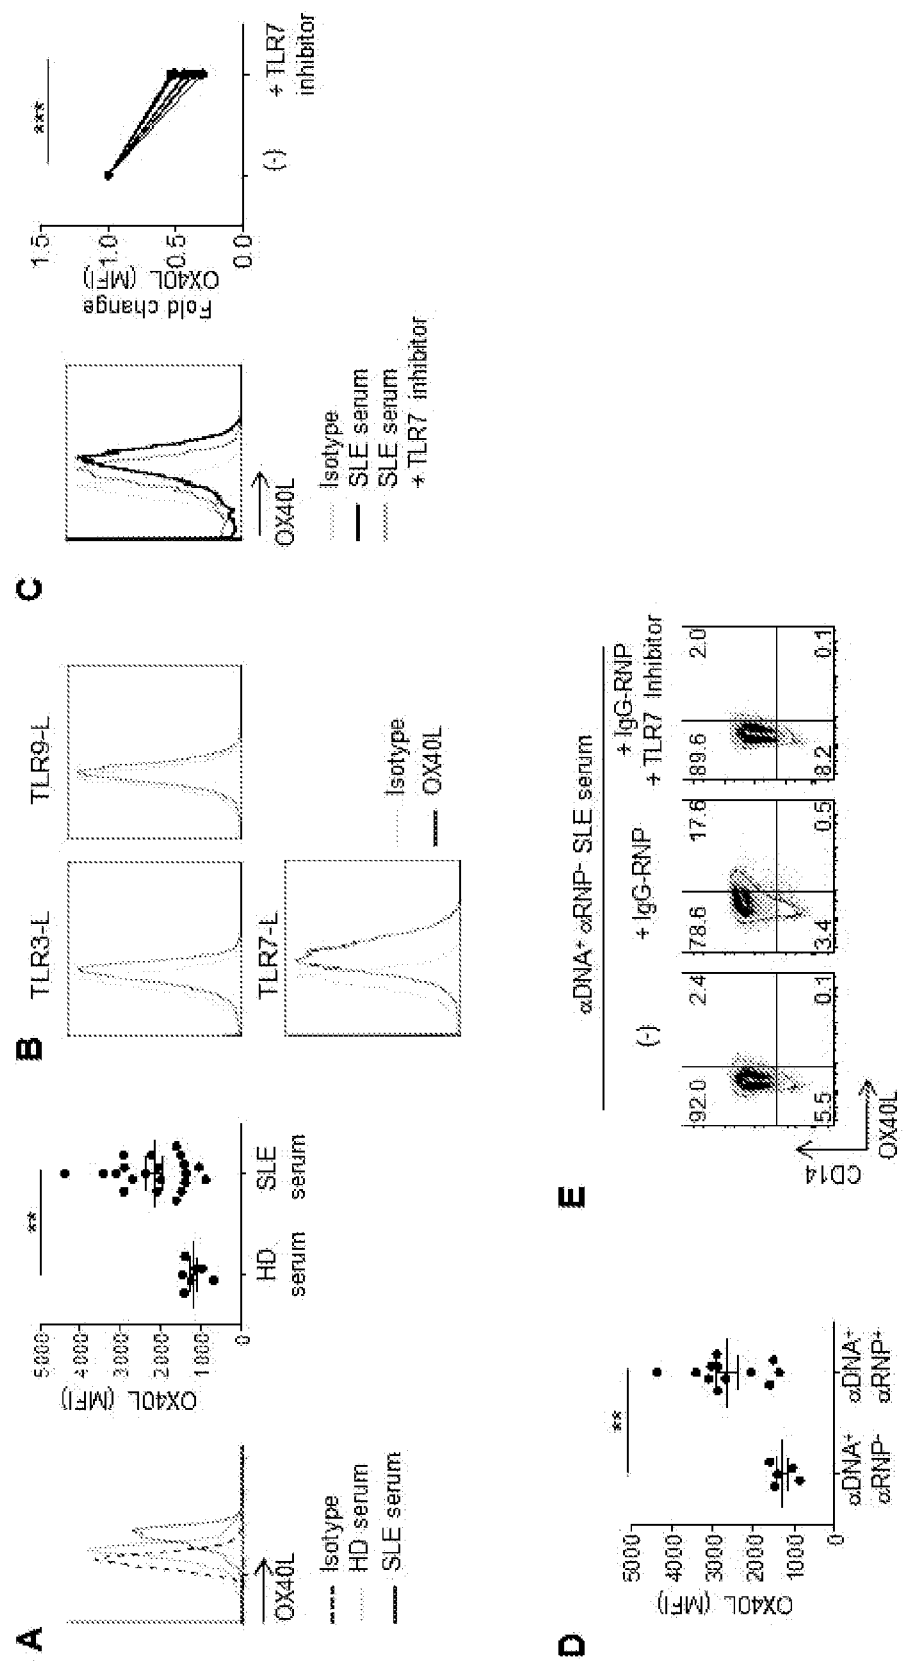 A
OX40L
Isotype
HD serum
SLE serum
OX40L (MFI)
5000
4000
3000
2000
1000
0
**
HD serum
SLE serum
B
TLR3-L
TLR9-L
TLR7-L
Isotype
OX40L
C
OX40L
Isotype
SLE serum
SLE serum
+ TLR7 inhibitor
Fold change
OX40L (MFI)
1.5
1.0
0.5
0.0
***
(-)
+ TLR7
inhibitor
D
OX40L (MFI)
5000
4000
3000
2000
1000
0
**
αDNA+
αRNP-
αDNA+
αRNP+
E
αDNA+ αRNP- SLE serum
(-)
+ IgG-RNP
+ IgG-RNP
+ TLR7 Inhibitor
92.0
2.4
5.5
0.1
78.6
17.6
3.4
0.5
89.6
2.0
8.2
0.1
CD14
OX40L